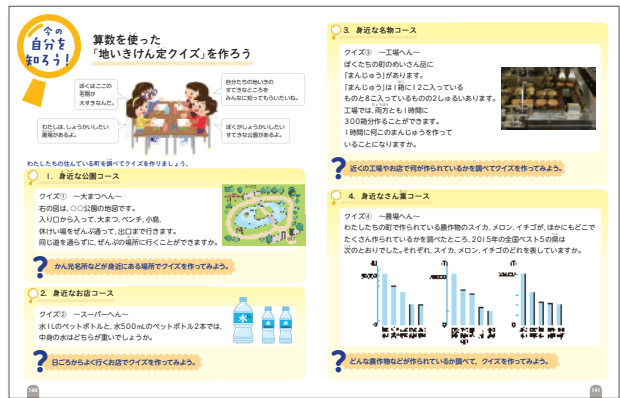 今の
自分を
知ろう！
算数を使った
「地いきけん定クイズ」を作ろう
ぼくはここの
名物が
大すきなんだ。
自分たちの地いきの
すてきなところを
みんなに知ってもらいたいね。
わたしは、しょうかいしたい
農場があるよ。
ぼくがしょうかいしたい
すてきな公園があるよ。
わたしたちの住んでいる町を調べてクイズを作りましょう。
1. 身近な公園コース
クイズ① 〜大まつへん〜
右の図は、○○公園の地図です。
入り口から入って、大まつ、ベンチ、小島、
休けい場をぜんぶ通って、出口まで行きます。
同じ道を通らずに、ぜんぶの場所に行くことができますか。
かん光名所などが身近にある場所でクイズを作ってみよう。
2. 身近なお店コース
クイズ② 〜スーパーへん〜
水1Lのペットボトルと、水500mLのペットボトル2本では、
中身の水はどちらが重いでしょうか。
水
水
水
日ごろからよく行くお店でクイズを作ってみよう。
140
3. 身近な名物コース
クイズ③ 〜工場へん〜
ぼくたちの町のめいさん品に
「まんじゅう」があります。
「まんじゅう」は1箱に12こ入っている
ものと8こ入っているものの2しゅるいあります。
工場では、両方とも1時間に
300箱分作ることができます。
1時間に何このまんじゅうを作って
いることになりますか。
近くの工場やお店で何が作られているかを調べてクイズを作ってみよう。
4. 身近なさん業コース
クイズ④ 〜農場へん〜
わたしたちの町で作られている農作物のスイカ、メロン、イチゴが、ほかにもどこで
たくさん作られているかを調べたところ、2015年の全国ベスト5の県は
次のとおりでした。それぞれ、スイカ、メロン、イチゴのどれを表していますか。
どんな農作物などが作られているか調べて、クイズを作ってみよう。
141